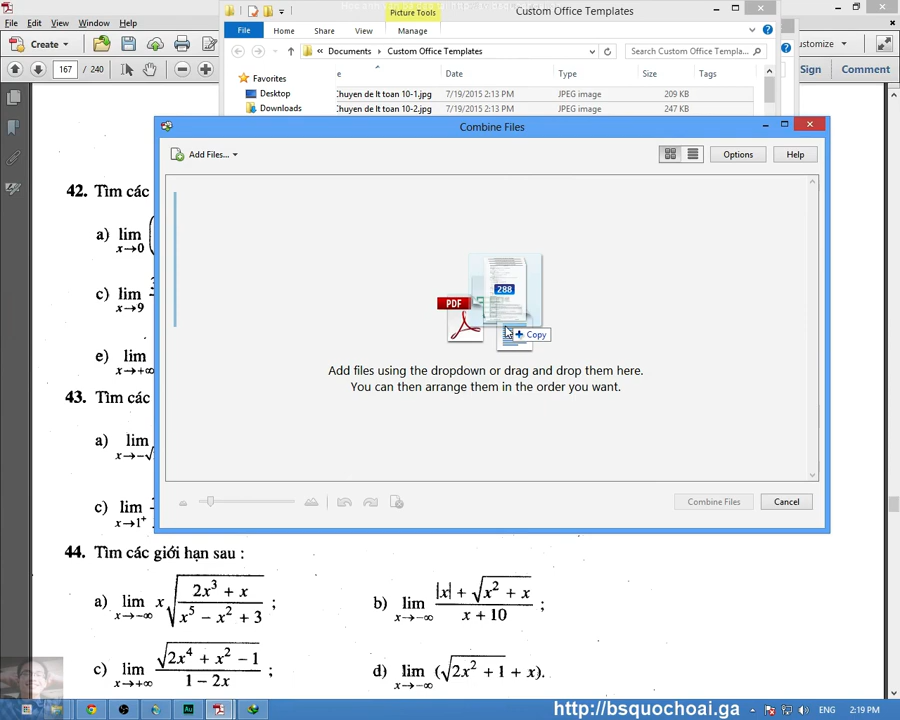 Picture Tools
Custom Office Templates
File Edit View Window Help
File Home Share View Manage
Create
Customize
« Documents › Custom Office Templates
Search Custom Office Templa...
167 / 240
Sign Comment
Favorites
e Date Type Size Tags
Desktop
Chuyen de lt toan 10-1.jpg 7/19/2015 2:13 PM JPEG image 209 KB
Downloads
Chuyen de lt toan 10-2.jpg 7/19/2015 2:13 PM JPEG image 247 KB
Combine Files
Add Files...
Options
Help
288
PDF
Copy
Add files using the dropdown or drag and drop them here.
You can then arrange them in the order you want.
Combine Files
Cancel
42. Tìm các
a) lim x→0
c) lim x→9
e) lim x→+∞
43. Tìm các
a) lim x→-√
c) lim x→1⁺
44. Tìm các giới hạn sau :
a) lim x→-∞ x√((2x³ + x)/(x⁵ - x² + 3)) ;
b) lim x→-∞ (|x| + √(x² + x))/(x + 10) ;
c) lim x→+∞ √(2x⁴ + x² - 1)/(1 - 2x) ;
d) lim x→-∞ (√(2x² + 1) + x).
http://bsquochoai.ga
ENG 2:19 PM